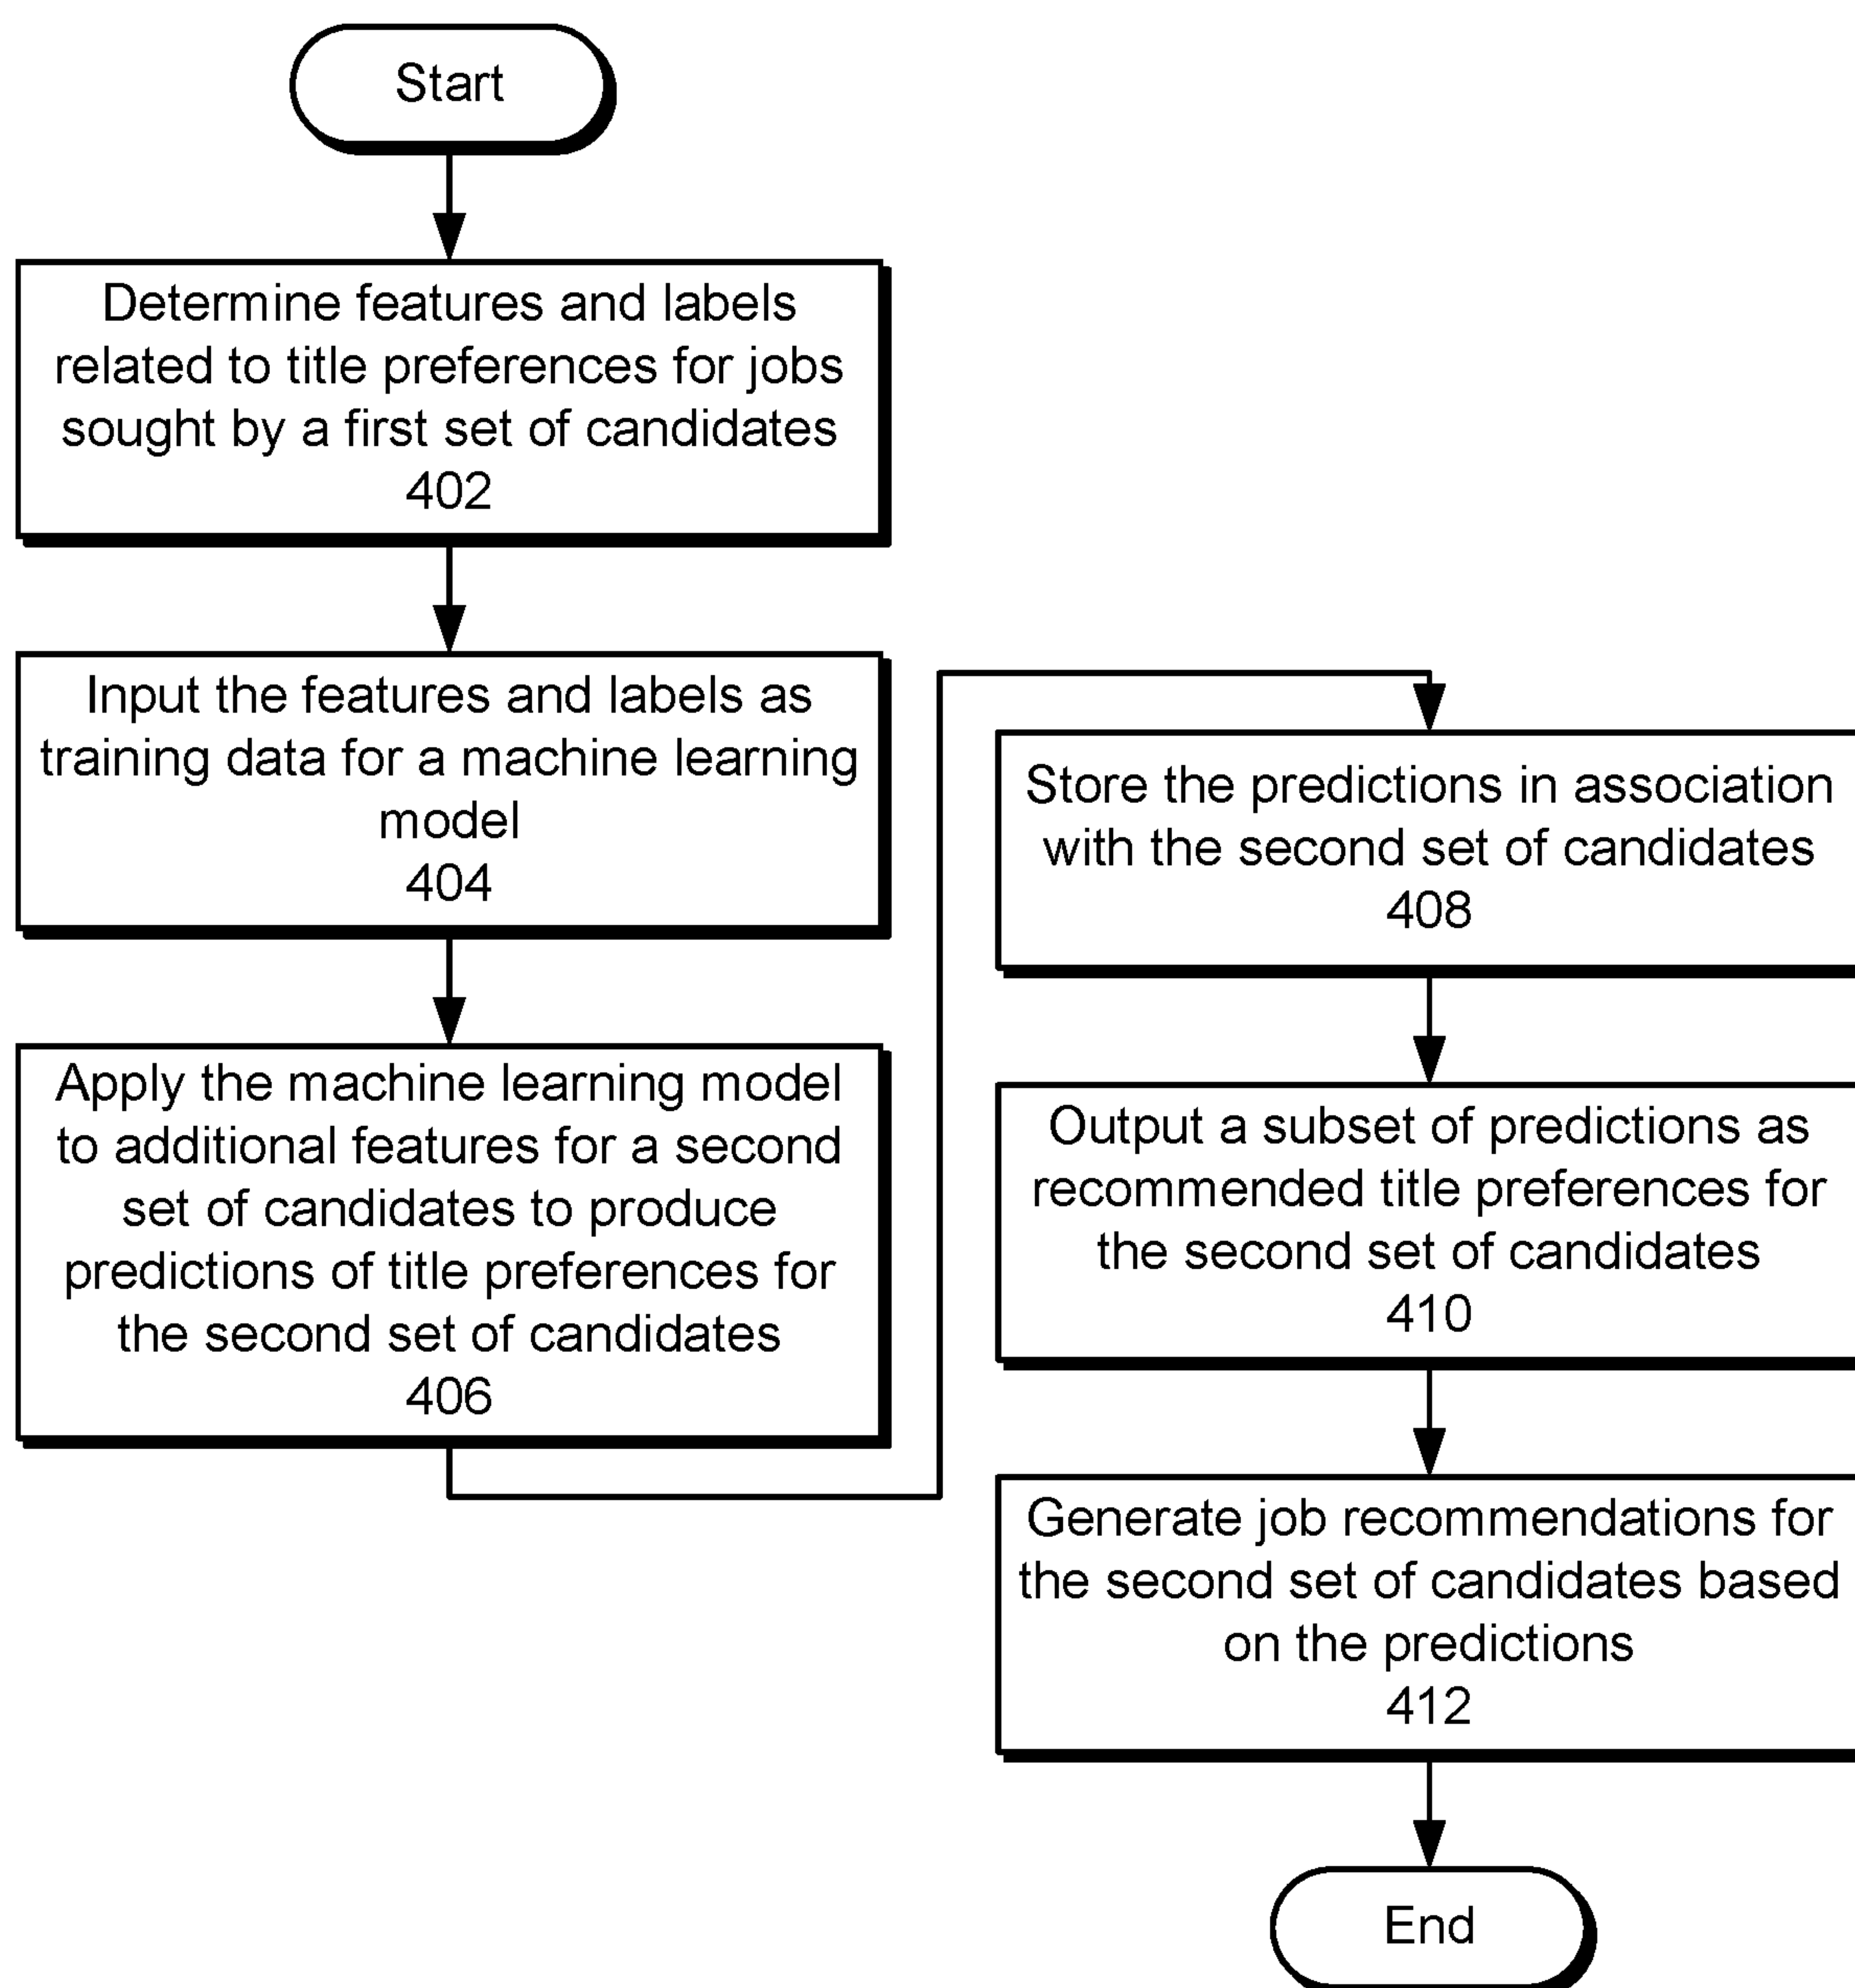 Start
Determine features and labels
related to title preferences for jobs
sought by a first set of candidates
402
Input the features and labels as
training data for a machine learning
model
404
Apply the machine learning model
to additional features for a second
set of candidates to produce
predictions of title preferences for
the second set of candidates
406
Store the predictions in association
with the second set of candidates
408
Output a subset of predictions as
recommended title preferences for
the second set of candidates
410
Generate job recommendations for
the second set of candidates based
on the predictions
412
End